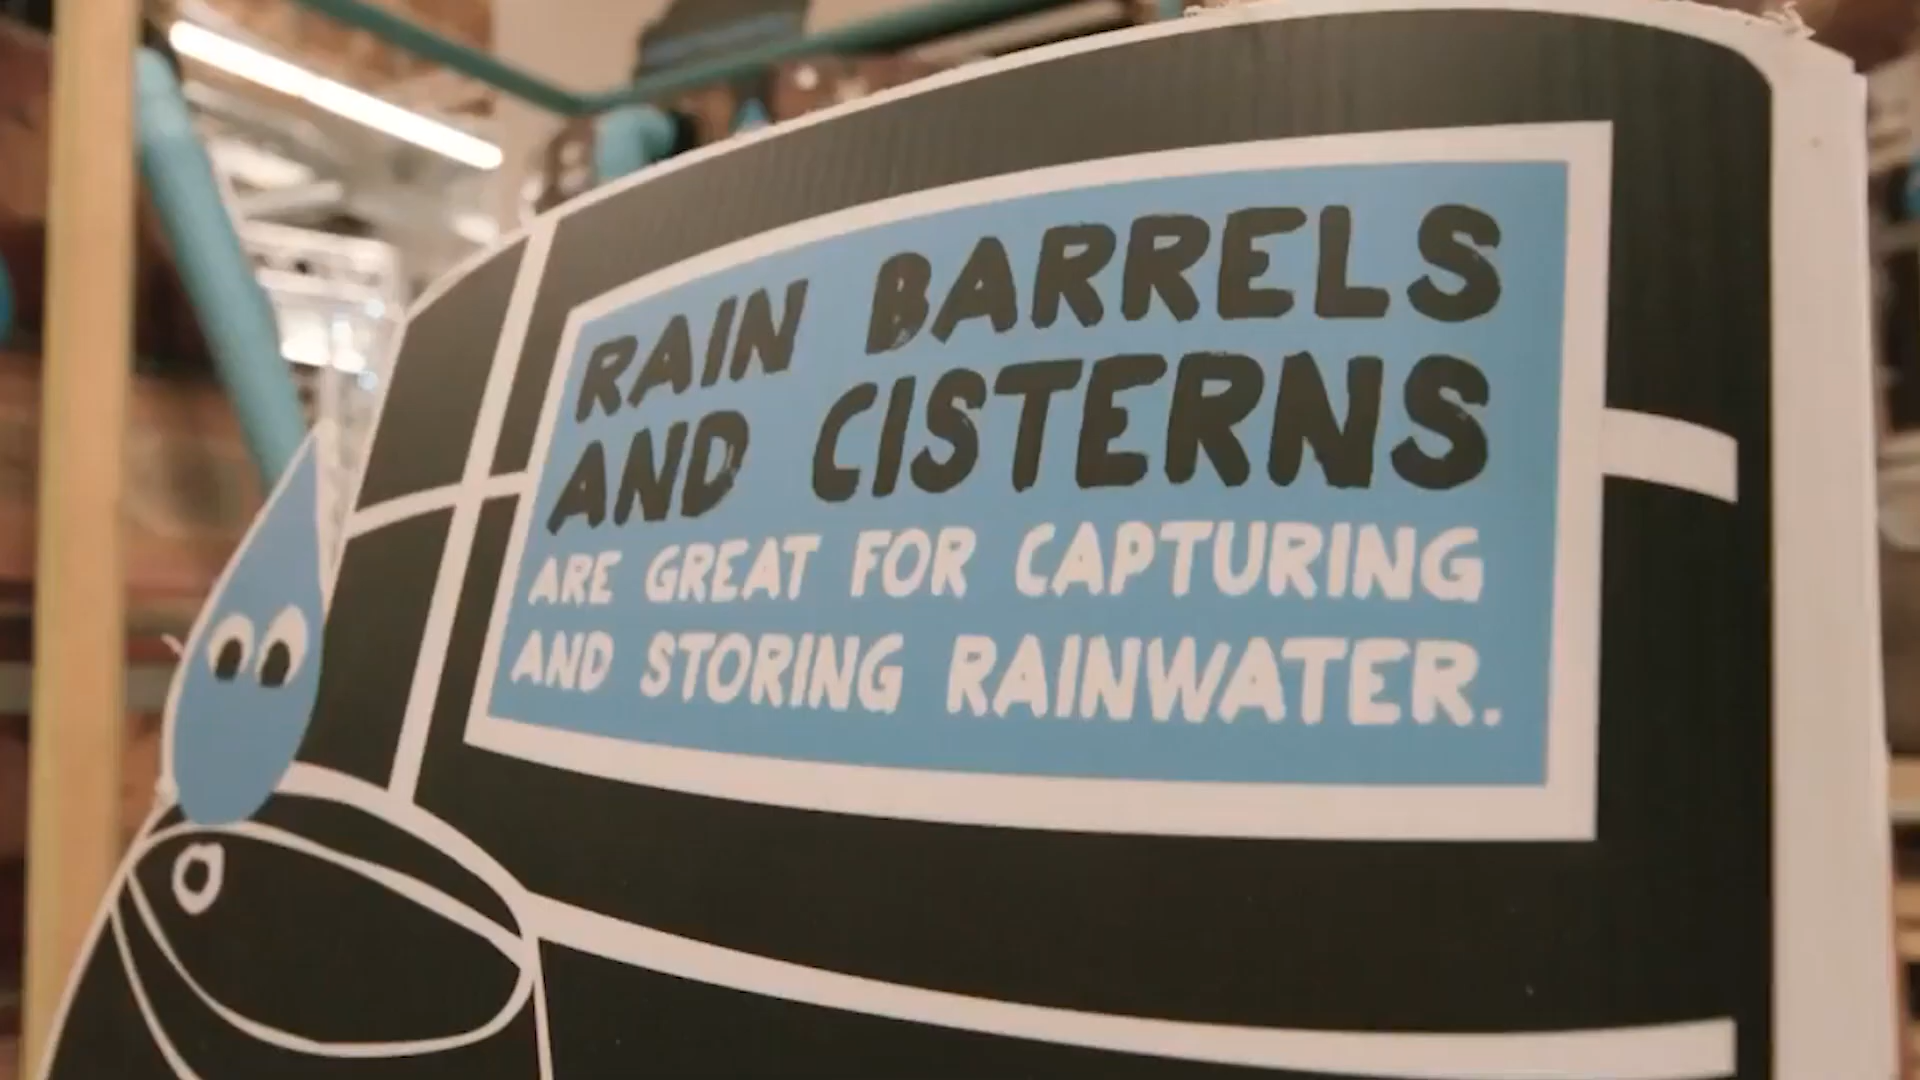 RAIN BARRELS
AND CISTERNS
ARE GREAT FOR CAPTURING
AND STORING RAINWATER.